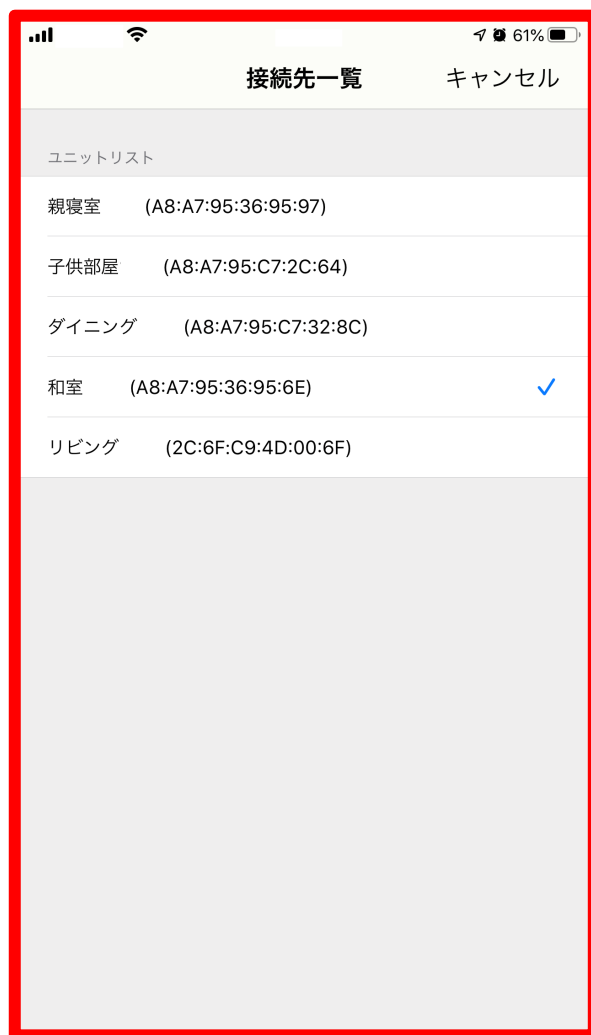 61%
接続先一覧 キャンセル
ユニットリスト
親寝室 (A8:A7:95:36:95:97)
子供部屋 (A8:A7:95:C7:2C:64)
ダイニング (A8:A7:95:C7:32:8C)
和室 (A8:A7:95:36:95:6E)
リビング (2C:6F:C9:4D:00:6F)